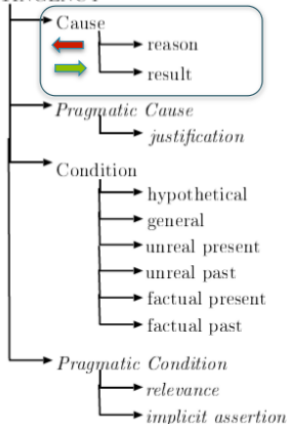 Cause
reason
result
Pragmatic Cause
justification
Condition
hypothetical
general
unreal present
unreal past
factual present
factual past
Pragmatic Condition
relevance
implicit assertion